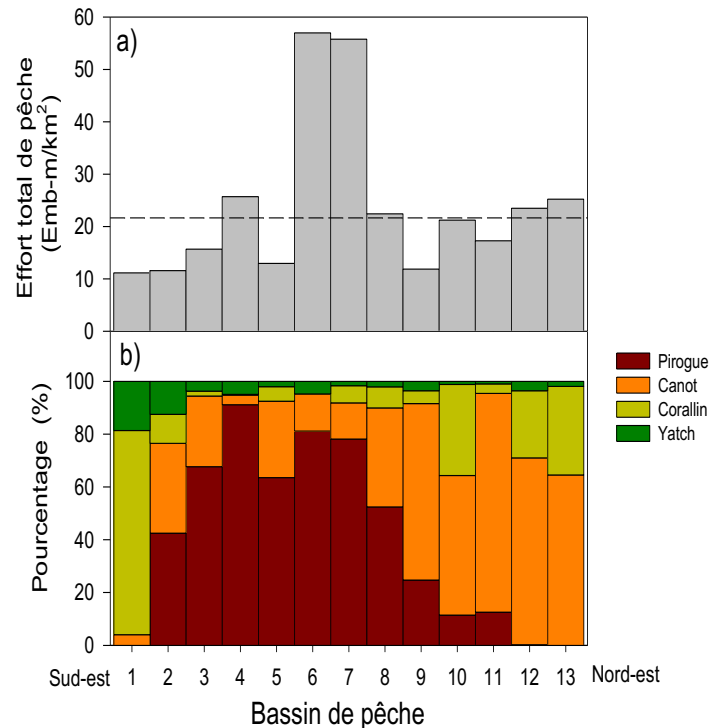 a)
Effort total de pêche
(Emb-m/km²)
60
50
40
30
20
10
0
b)
Pourcentage (%)
100
80
60
40
20
0
Pirogue
Canot
Corallin
Yatch
Sud-est 1 2 3 4 5 6 7 8 9 10 11 12 13 Nord-est
Bassin de pêche